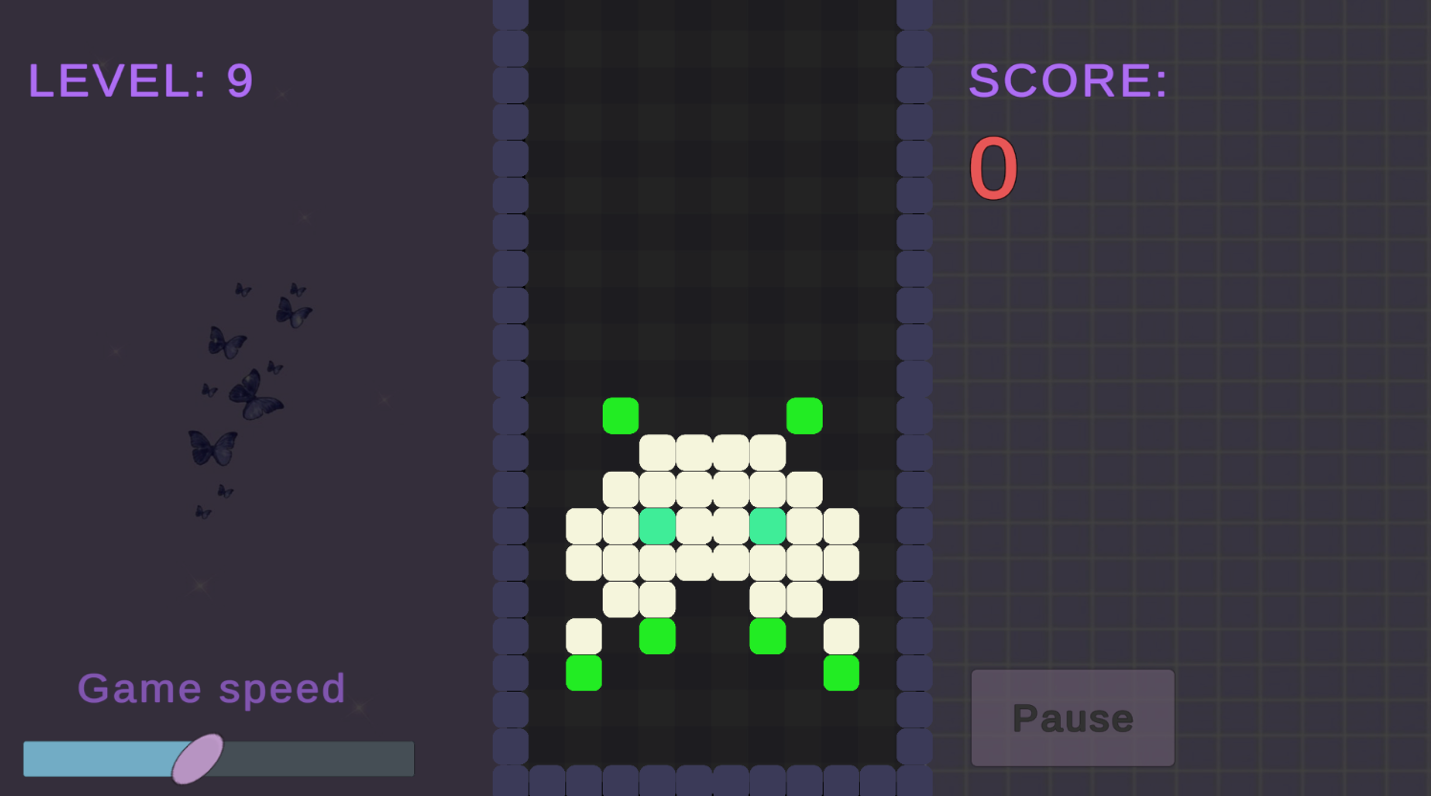 LEVEL: 9
SCORE:
0
Game speed
Pause